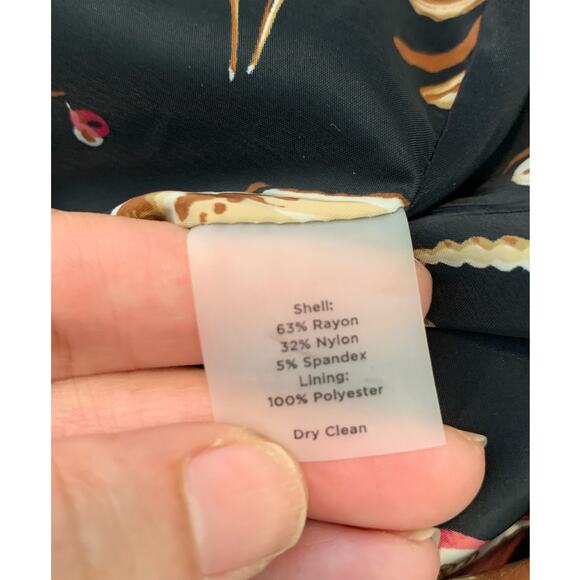 Shell:
63% Rayon
32% Nylon
5% Spandex
Lining:
100% Polyester
Dry Clean